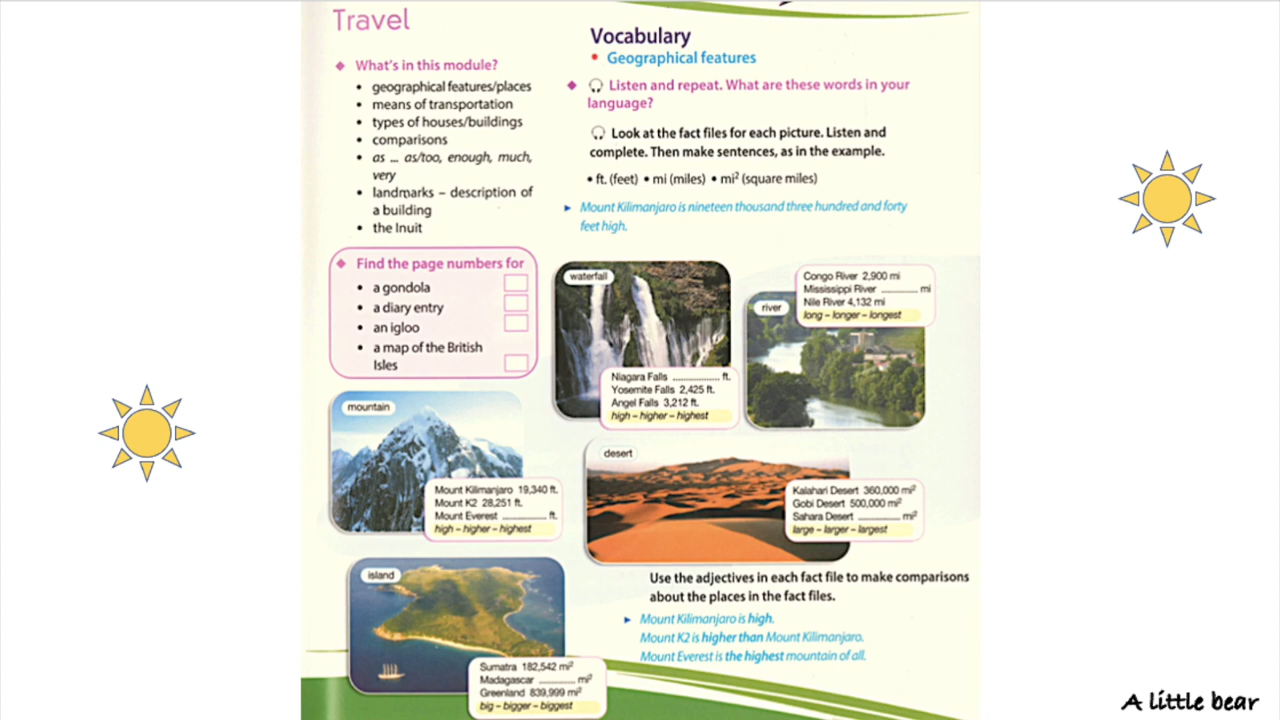 Travel
What's in this module?
• geographical features/places
• means of transportation
• types of houses/buildings
• comparisons
• as ... as/too, enough, much,
very
• landmarks – description of
a building
• the Inuit
Find the page numbers for
• a gondola
• a diary entry
• an igloo
• a map of the British
Isles
Vocabulary
• Geographical features
Listen and repeat. What are these words in your
language?
Look at the fact files for each picture. Listen and
complete. Then make sentences, as in the example.
• ft. (feet) • mi (miles) • mi² (square miles)
Mount Kilimanjaro is nineteen thousand three hundred and forty
feet high.
waterfall
Niagara Falls ............... ft.
Yosemite Falls 2,425 ft.
Angel Falls 3,212 ft.
high – higher – highest
river
Congo River 2,900 mi
Mississippi River ............ mi
Nile River 4,132 mi
long – longer – longest
mountain
Mount Kilimanjaro 19,340 ft.
Mount K2 28,251 ft.
Mount Everest ............... ft.
high – higher – highest
desert
Kalahari Desert 360,000 mi²
Gobi Desert 500,000 mi²
Sahara Desert ............... mi²
large – larger – largest
island
Sumatra 182,542 mi²
Madagascar ............ mi²
Greenland 839,999 mi²
big – bigger – biggest
Use the adjectives in each fact file to make comparisons
about the places in the fact files.
Mount Kilimanjaro is high.
Mount K2 is higher than Mount Kilimanjaro.
Mount Everest is the highest mountain of all.
A little bear